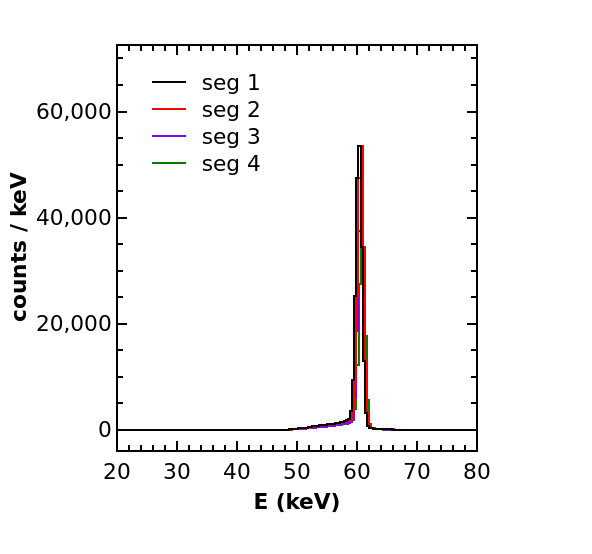 seg 1
seg 2
seg 3
seg 4
60,000
40,000
20,000
0
counts / keV
20 30 40 50 60 70 80
E (keV)